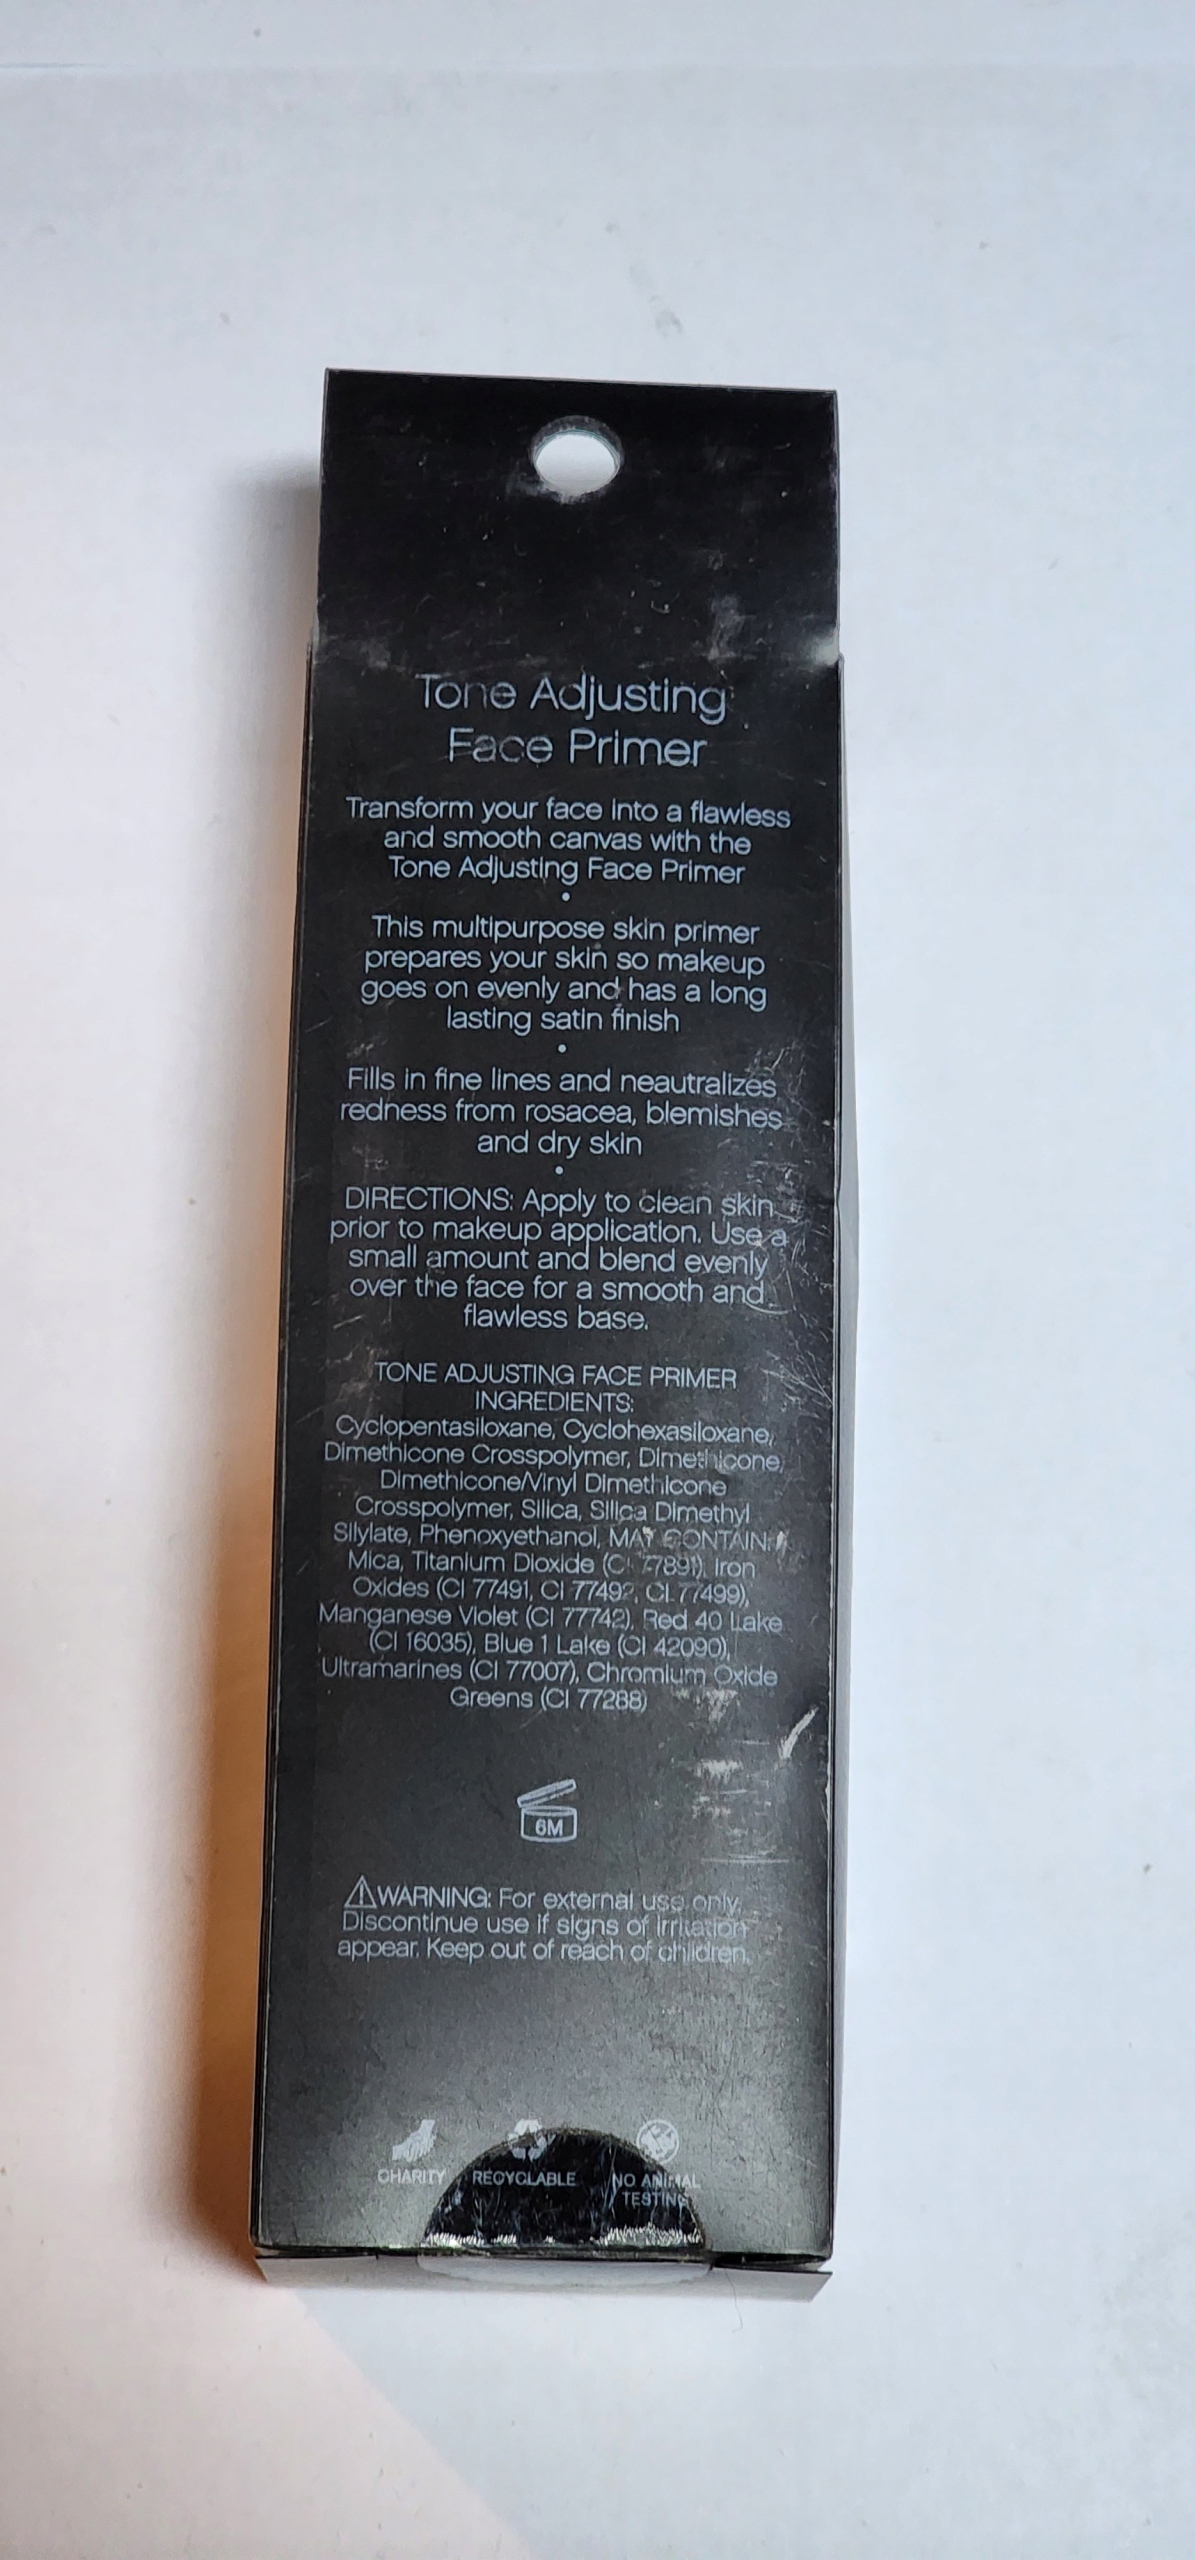 Tone Adjusting
Face Primer
Transform your face into a flawless
and smooth canvas with the
Tone Adjusting Face Primer
•
This multipurpose skin primer
prepares your skin so makeup
goes on evenly and has a long
lasting satin finish
•
Fills in fine lines and neautralizes
redness from rosacea, blemishes
and dry skin
•
DIRECTIONS: Apply to clean skin
prior to makeup application. Use a
small amount and blend evenly
over the face for a smooth and
flawless base.
TONE ADJUSTING FACE PRIMER
INGREDIENTS:
Cyclopentasiloxane, Cyclohexasiloxane,
Dimethicone Crosspolymer, Dimethicone,
Dimethicone/Vinyl Dimethicone
Crosspolymer, Silica, Silica Dimethyl
Silylate, Phenoxyethanol, MAY CONTAIN:
Mica, Titanium Dioxide (CI 77891), Iron
Oxides (CI 77491, CI 77492, CI 77499),
Manganese Violet (CI 77742), Red 40 Lake
(CI 16035), Blue 1 Lake (CI 42090),
Ultramarines (CI 77007), Chromium Oxide
Greens (CI 77288)
6M
WARNING: For external use only.
Discontinue use if signs of irritation
appear. Keep out of reach of children.
CHARITY RECYCLABLE NO ANIMAL
TESTING